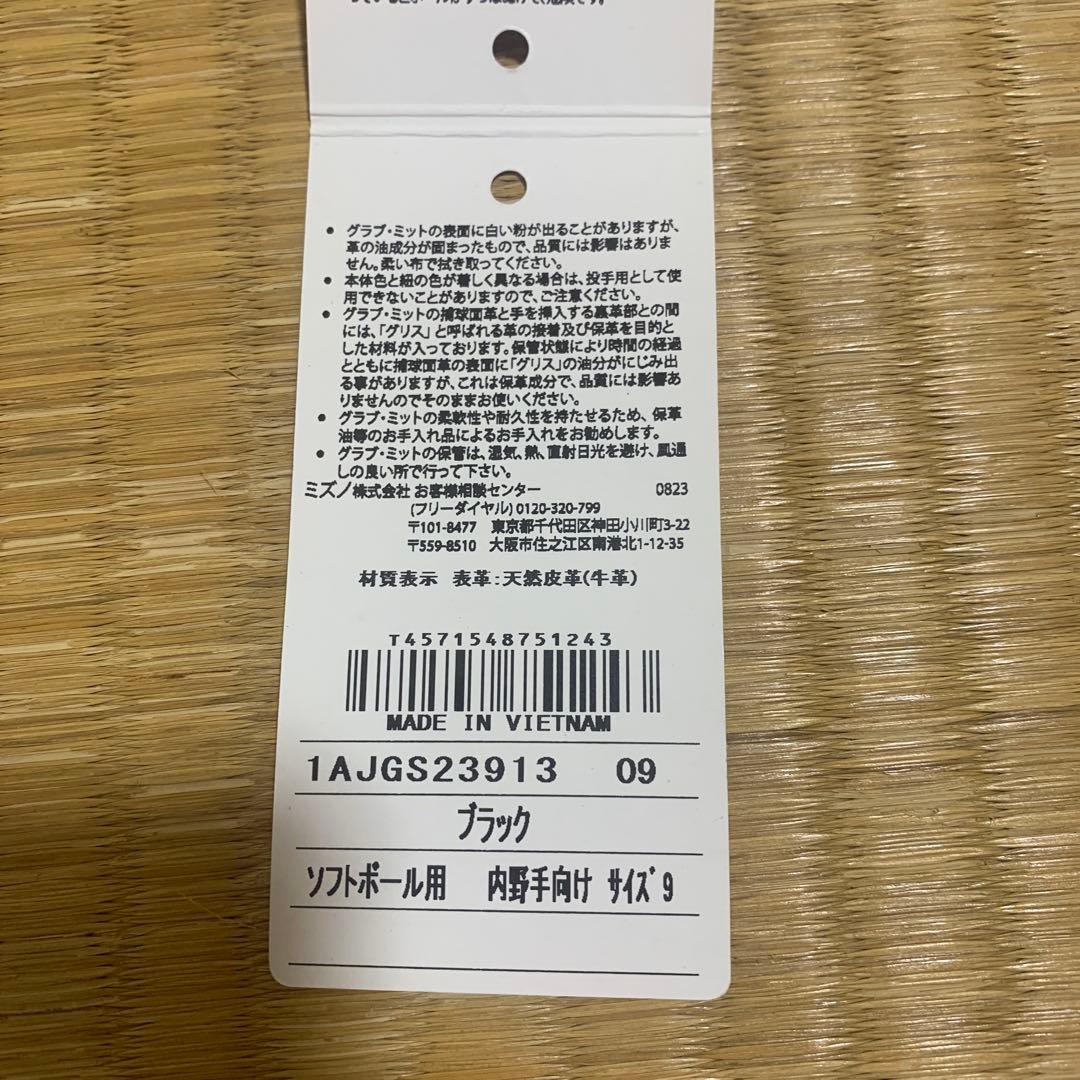 ● グラブ・ミットの表面に白い粉が出ることがありますが、
革の油成分が固まったもので、品質には影響はありま
せん。柔い布で拭き取ってください。
● 本体色と紐の色が著しく異なる場合は、投手用として使
用できないことがありますので、ご注意ください。
● グラブ・ミットの捕球面革と手を挿入する裏革部との間
には、「グリス」と呼ばれる革の接着及び保革を目的と
した材料が入っております。保管状態により時間の経過
とともに捕球面革の表面に「グリス」の油分がにじみ出
る事がありますが、これは保革成分で、品質には影響あ
りませんのでそのままお使いください。
● グラブ・ミットの柔軟性や耐久性を持たせるため、保革
油等のお手入れ品によるお手入れをお勧めします。
● グラブ・ミットの保管は、湿気、熱、直射日光を避け、風通
しの良い所で行って下さい。
ミズノ株式会社 お客様相談センター 0823
(フリーダイヤル) 0120-320-799
〒101-8477 東京都千代田区神田小川町3-22
〒559-8510 大阪市住之江区南港北1-12-35
材質表示 表革:天然皮革(牛革)
T4571548751243
MADE IN VIETNAM
1AJGS23913 09
ブラック
ソフトボール用 内野手向け サイズ9